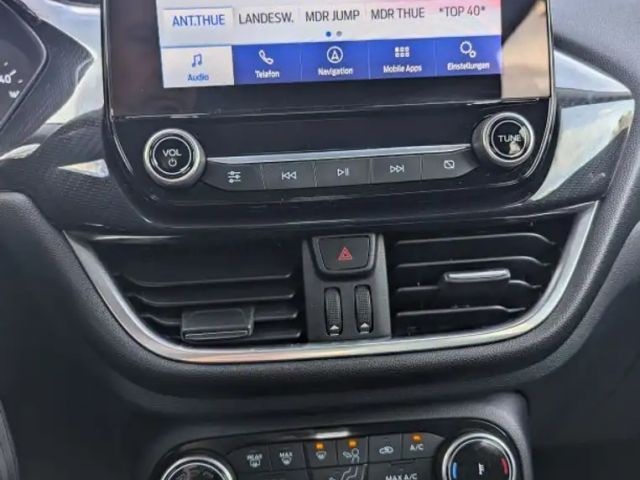 ANT.THUE LANDESW. MDR JUMP MDR THUE *TOP 40*
Audio Telefon Navigation Mobile Apps Einstellungen
VOL TUNE
REAR MAX A/C
MAX A/C